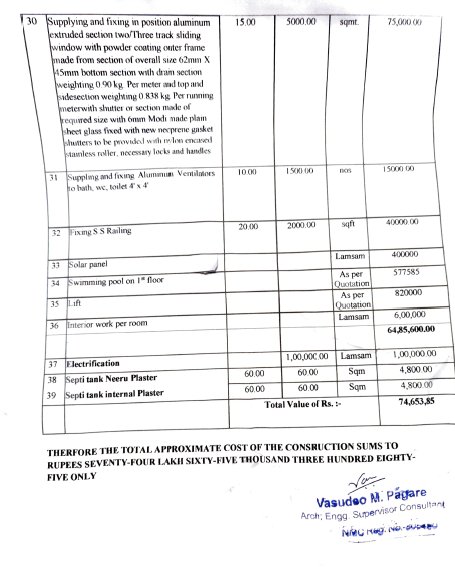 30 Supplying and fixing in position aluminum 15.00 5000.00 sqmt. 75,000.00
extruded section two/Three track sliding
window with powder coating outer frame
made from section of overall size 62mm X
45mm bottom section with drain section
weighting 0.90 kg. Per meter and top and
sidesection weighting 0.838 kg. Per running
meterwith shutter or section made of
required size with 6mm Modi made plain
sheet glass fixed with new necprene gasket
shutters to be provided with nylon encased
stainless roller, necessary locks and handles
31 Suppling and fixing Aluminum Ventilators 10.00 1500.00 nos 15000.00
to bath, wc, toilet 4' x 4'
32 Fixing S S Railing 20.00 2000.00 sqft 40000.00
33 Solar panel Lamsam 400000
34 Swimming pool on 1st floor As per Quotation 577585
35 Lift As per Quotation 820000
36 Interior work per room Lamsam 6,00,000
64,85,600.00
37 Electrification 1,00,000.00 Lamsam 1,00,000.00
38 Septi tank Neeru Plaster 60.00 60.00 Sqm 4,800.00
39 Septi tank internal Plaster 60.00 60.00 Sqm 4,800.00
Total Value of Rs. :- 74,653,85
THERFORE THE TOTAL APPROXIMATE COST OF THE CONSRUCTION SUMS TO
RUPEES SEVENTY-FOUR LAKH SIXTY-FIVE THOUSAND THREE HUNDRED EIGHTY-
FIVE ONLY
Vasudeo M. Pagare
Arch; Engg. Supervisor Consultant
NMC Reg. No.